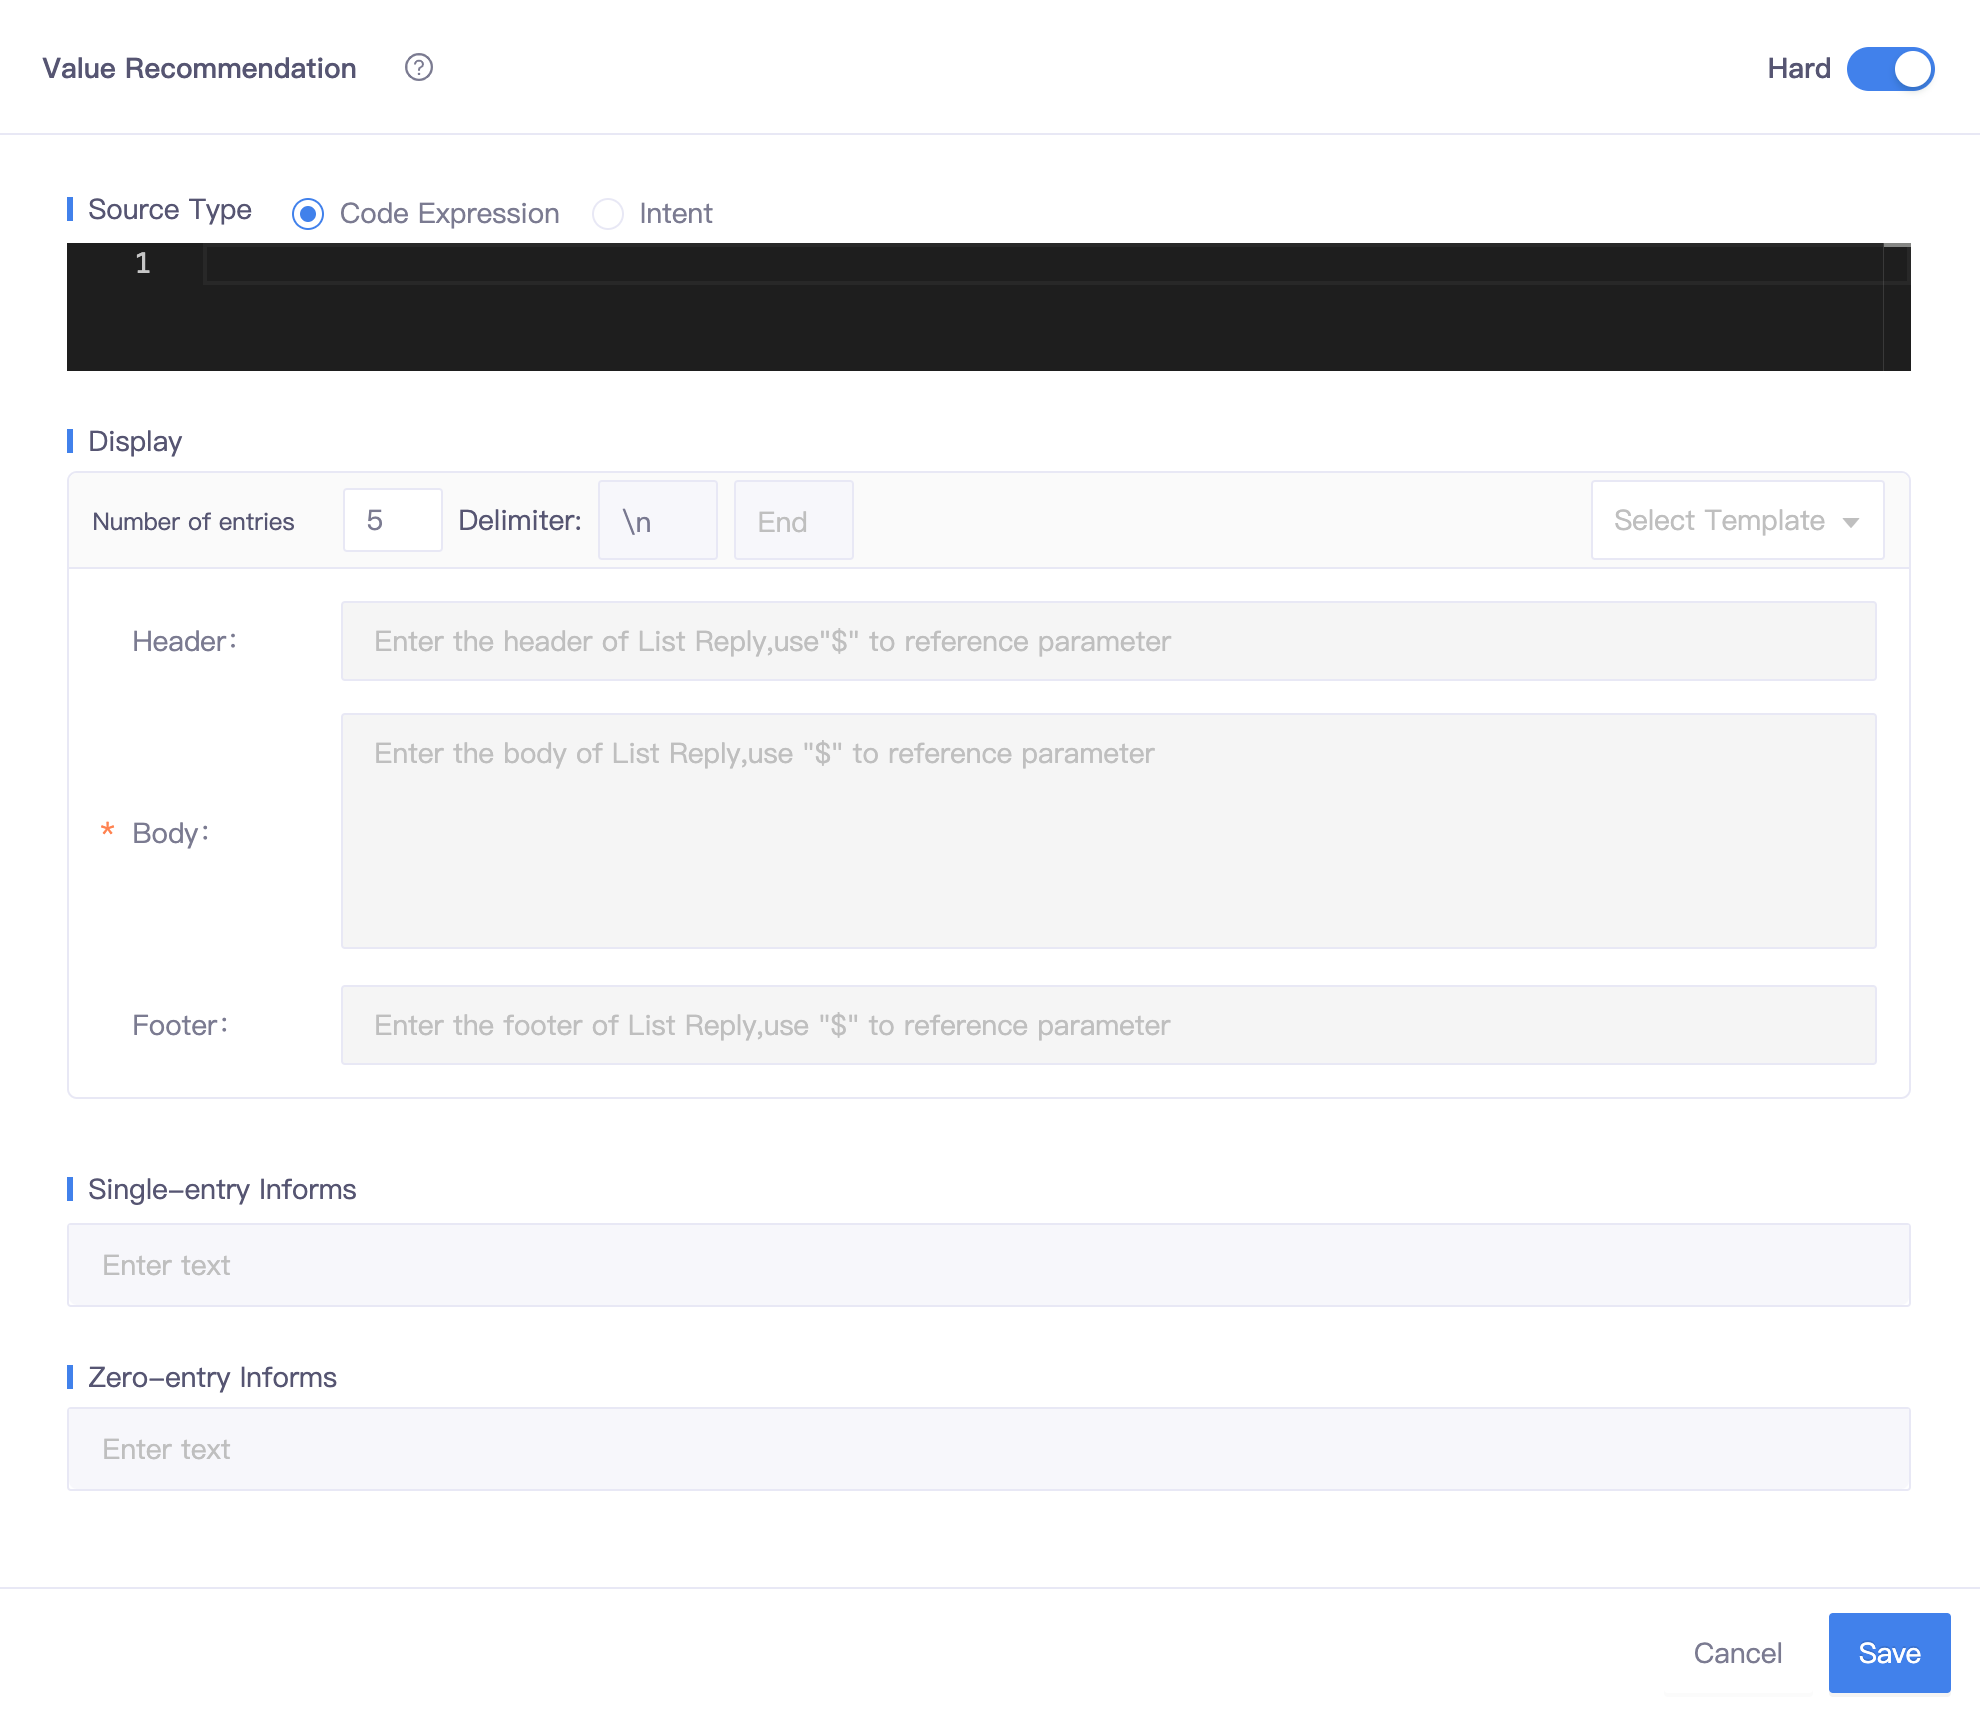 Value Recommendation ? Hard
Source Type Code Expression Intent
1
Display
Number of entries 5 Delimiter: \n End Select Template
Header: Enter the header of List Reply,use"$" to reference parameter
Enter the body of List Reply,use "$" to reference parameter
* Body:
Footer: Enter the footer of List Reply,use "$" to reference parameter
Single-entry Informs
Enter text
Zero-entry Informs
Enter text
Cancel Save